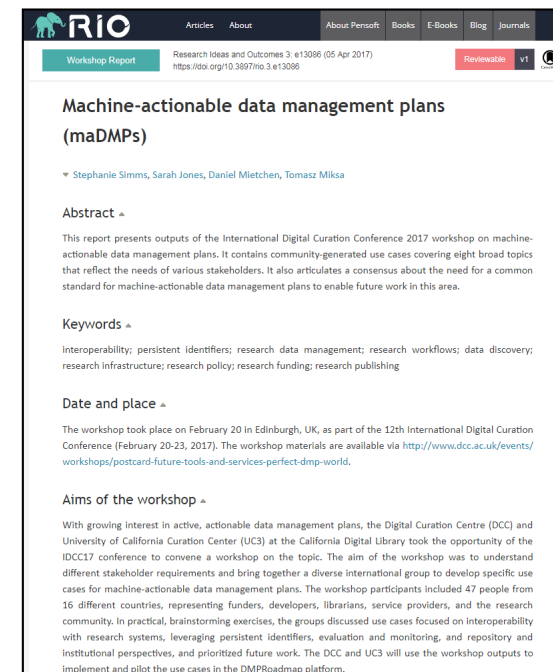 RIO
Articles About About Pensoft Books E-Books Blog Journals
Workshop Report
Research Ideas and Outcomes 3: e13086 (05 Apr 2017)
https://doi.org/10.3897/rio.3.e13086
Reviewable v1
Machine-actionable data management plans
(maDMPs)
Stephanie Simms, Sarah Jones, Daniel Mietchen, Tomasz Miksa
Abstract
This report presents outputs of the International Digital Curation Conference 2017 workshop on machine-
actionable data management plans. It contains community-generated use cases covering eight broad topics
that reflect the needs of various stakeholders. It also articulates a consensus about the need for a common
standard for machine-actionable data management plans to enable future work in this area.
Keywords
interoperability; persistent identifiers; research data management; research workflows; data discovery;
research infrastructure; research policy; research funding; research publishing
Date and place
The workshop took place on February 20 in Edinburgh, UK, as part of the 12th International Digital Curation
Conference (February 20-23, 2017). The workshop materials are available via http://www.dcc.ac.uk/events/
workshops/postcard-future-tools-and-services-perfect-dmp-world.
Aims of the workshop
With growing interest in active, actionable data management plans, the Digital Curation Centre (DCC) and
University of California Curation Center (UC3) at the California Digital Library took the opportunity of the
IDCC17 conference to convene a workshop on the topic. The aim of the workshop was to understand
different stakeholder requirements and bring together a diverse international group to develop specific use
cases for machine-actionable data management plans. The workshop participants included 47 people from
16 different countries, representing funders, developers, librarians, service providers, and the research
community. In practical, brainstorming exercises, the groups discussed use cases focused on interoperability
with research systems, leveraging persistent identifiers, evaluation and monitoring, and repository and
institutional perspectives, and prioritized future work. The DCC and UC3 will use the workshop outputs to
implement and pilot the use cases in the DMPRoadmap platform.